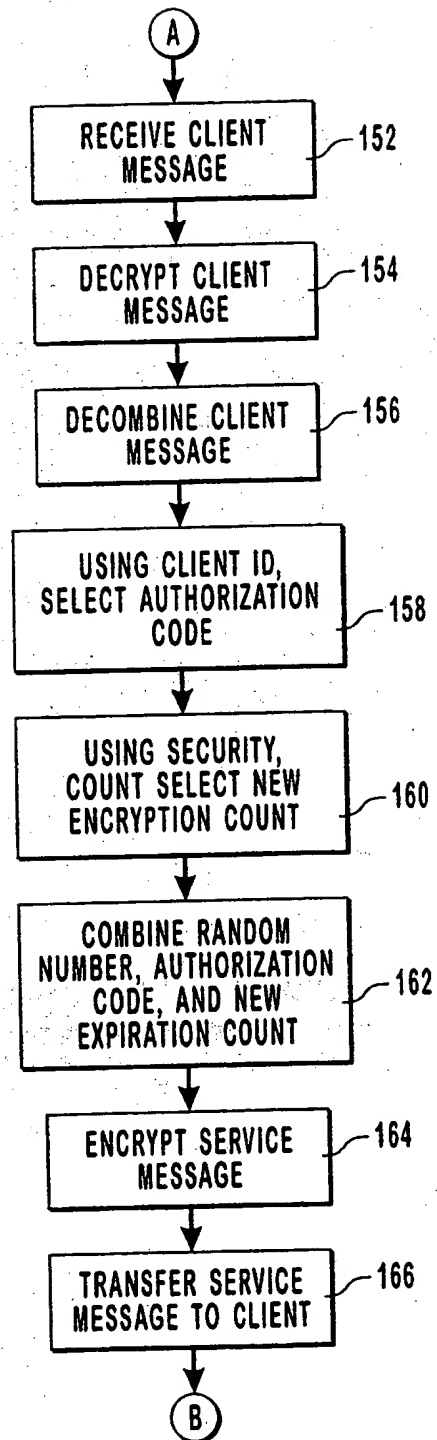 A
RECEIVE CLIENT
MESSAGE
152
DECRYPT CLIENT
MESSAGE
154
DECOMBINE CLIENT
MESSAGE
156
USING CLIENT ID,
SELECT AUTHORIZATION
CODE
158
USING SECURITY,
COUNT SELECT NEW
ENCRYPTION COUNT
160
COMBINE RANDOM
NUMBER, AUTHORIZATION
CODE, AND NEW
EXPIRATION COUNT
162
ENCRYPT SERVICE
MESSAGE
164
TRANSFER SERVICE
MESSAGE TO CLIENT
166
B